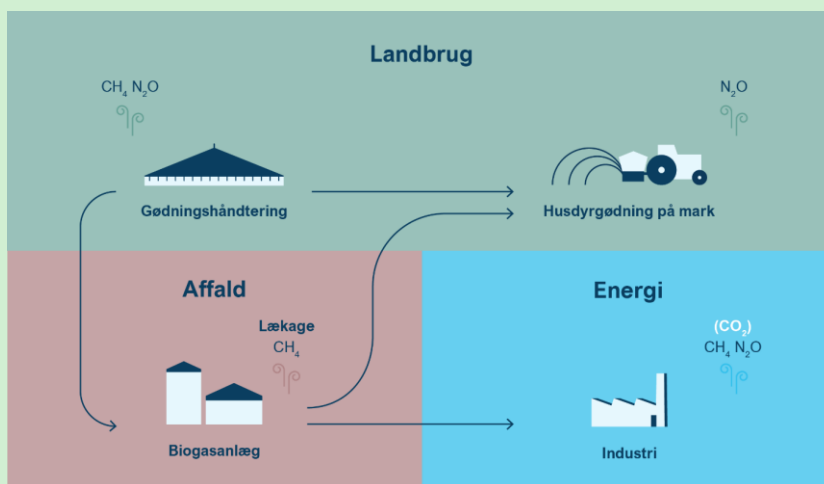 Landbrug
CH₄ N₂O
N₂O
Gødningshåndtering
Husdyrgødning på mark
Affald
Energi
Lækage
CH₄
(CO₂)
CH₄ N₂O
Biogasanlæg
Industri